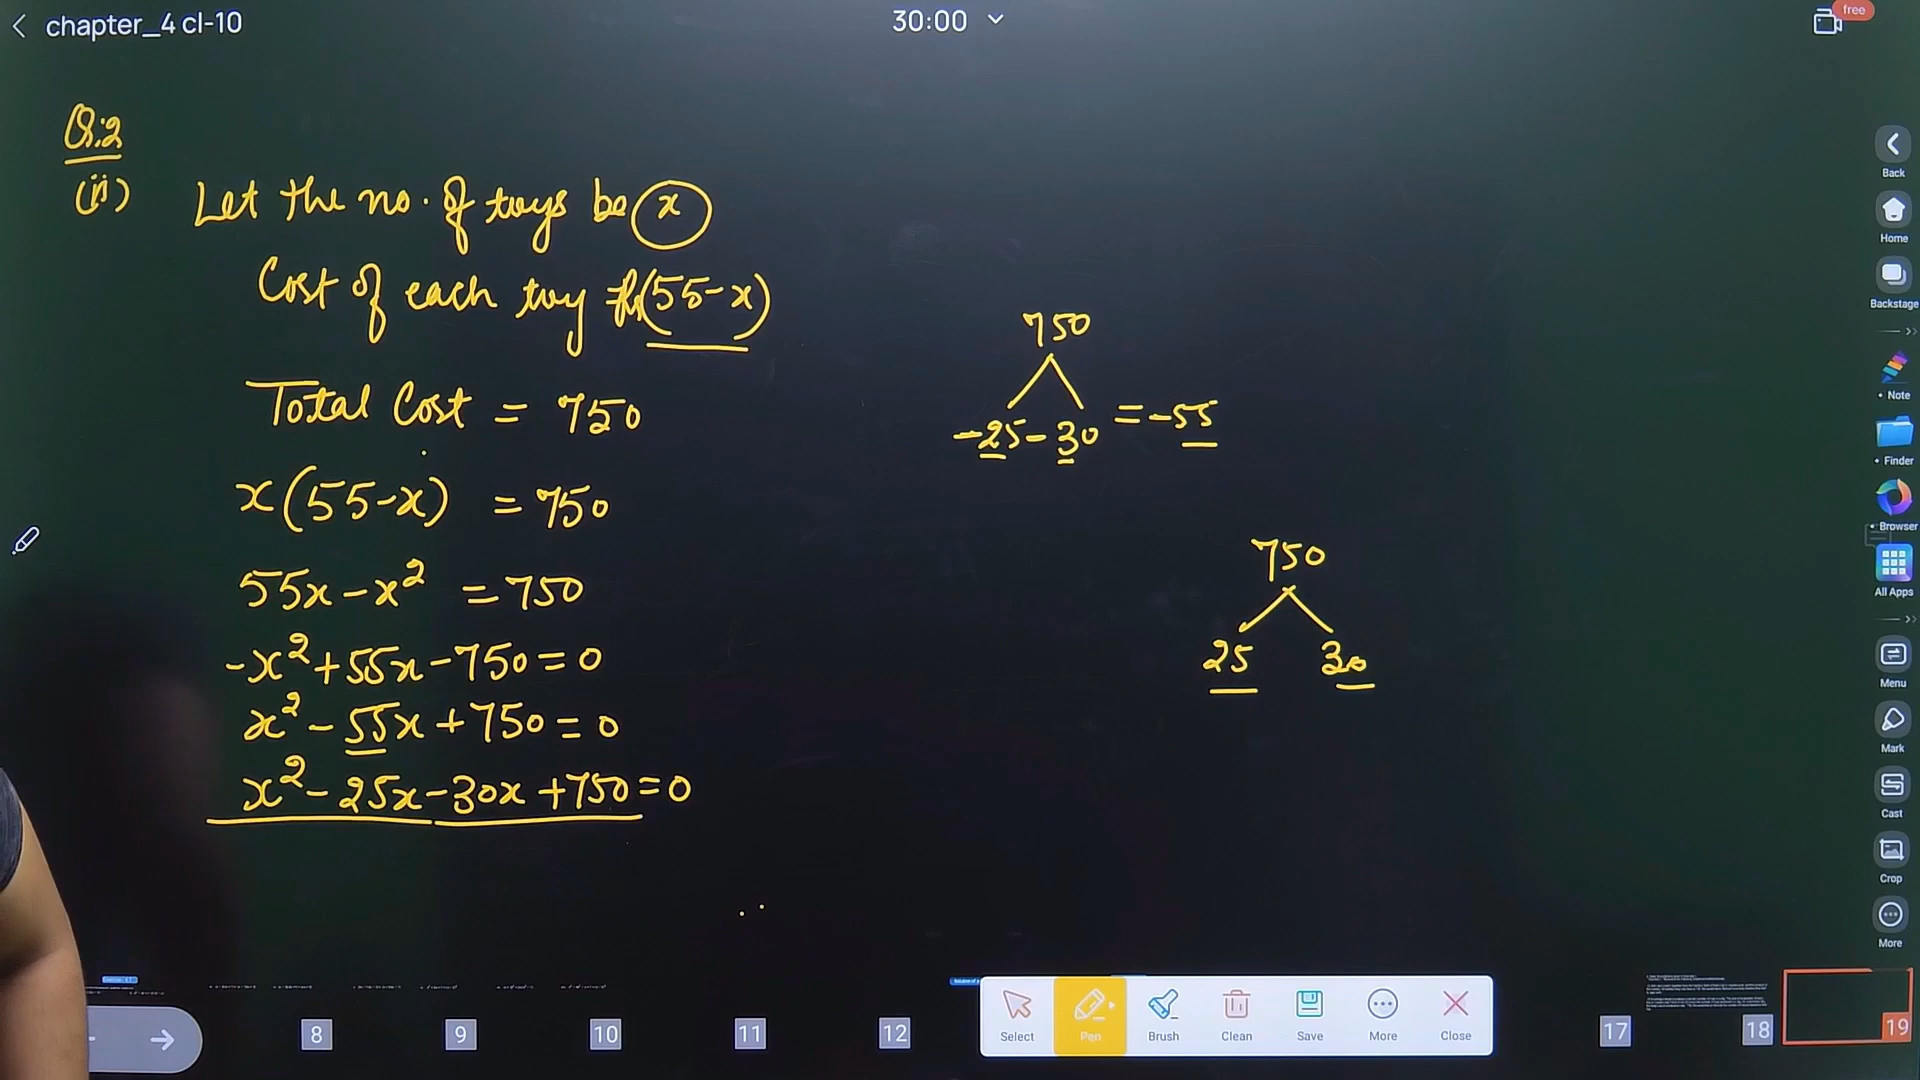 chapter_4 cl-10
30:00
free
Q.2
(ii) Let the no. of toys be x
Cost of each toy (55-x)
Total Cost = 750
x(55-x) = 750
55x-x² = 750
-x²+55x-750=0
x²-55x+750=0
x²-25x-30x+750=0
750
-25-30 = -55
750
25 30
Back
Home
Backstage
Note
Finder
Browser
All Apps
Menu
Mark
Cast
Crop
More
8
9
10
11
12
Select
Pen
Brush
Clean
Save
More
Close
17
18
19